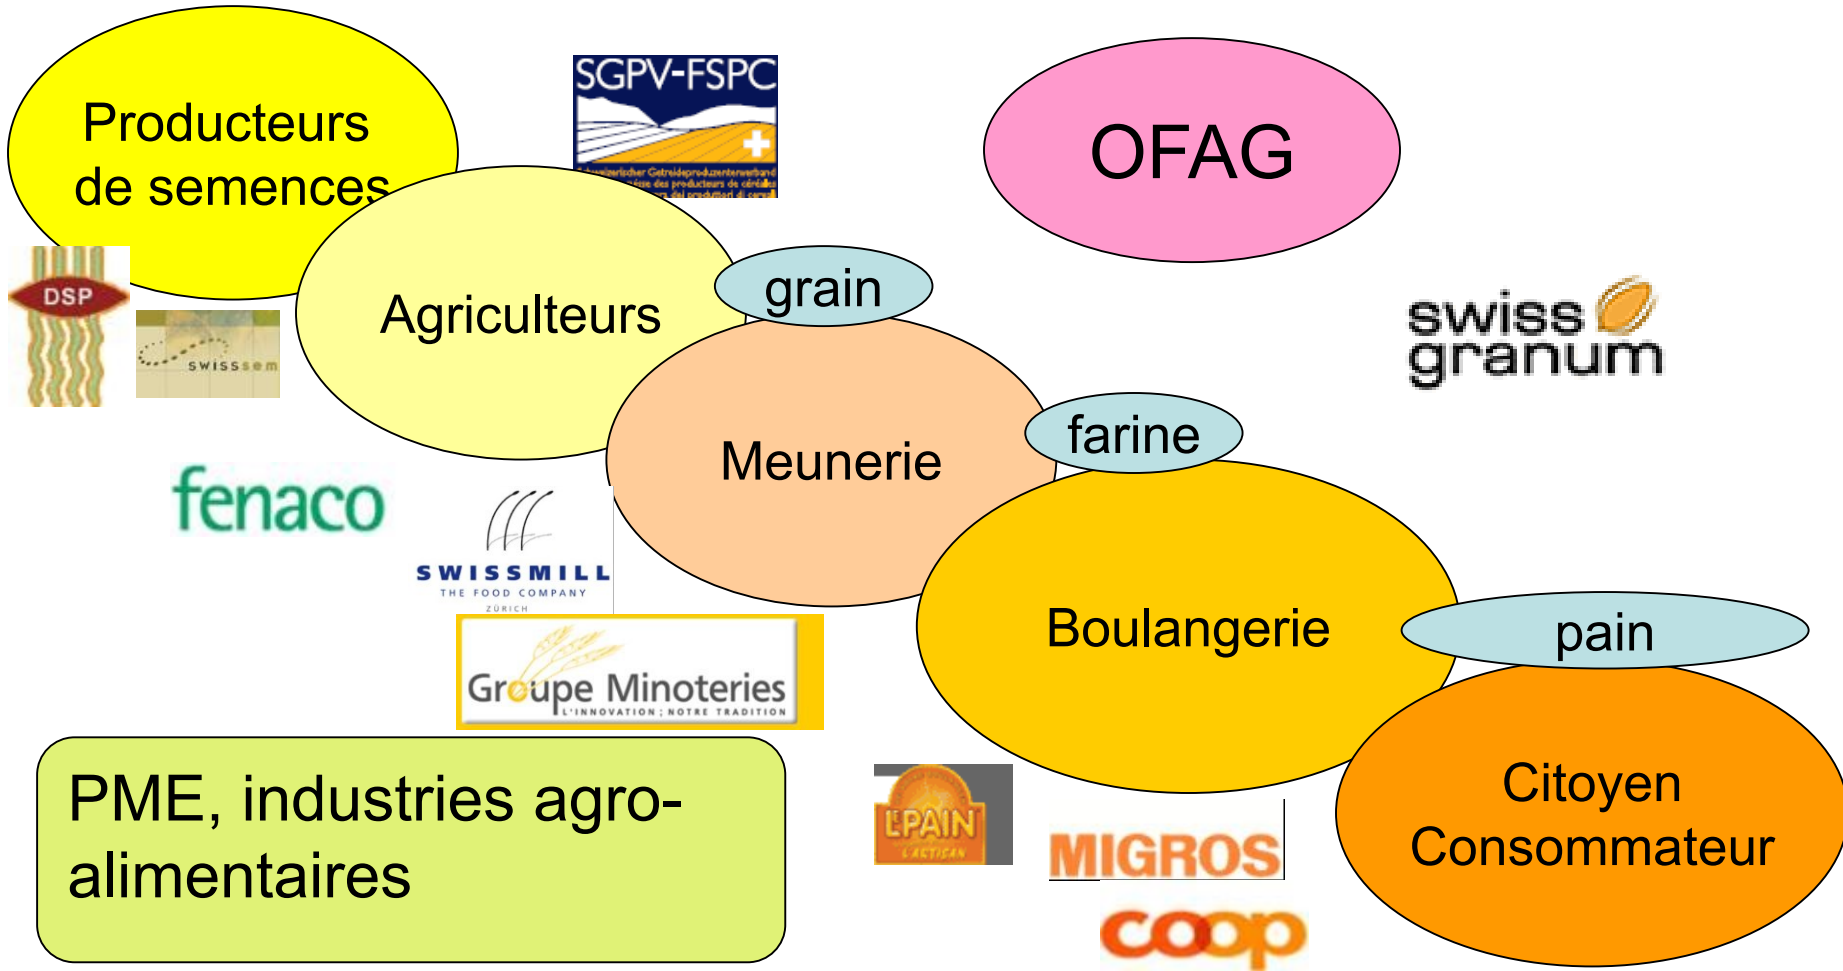 Producteurs
de semences
SGPV-FSPC
OFAG
DSP
swisssem
Agriculteurs
grain
swiss
granum
Meunerie
farine
fenaco
SWISSMILL
THE FOOD COMPANY
ZÜRICH
Groupe Minoteries
L'INNOVATION ; NOTRE TRADITION
Boulangerie
pain
PME, industries agro-
alimentaires
LE PAIN
L'ARTISAN
MIGROS
coop
Citoyen
Consommateur